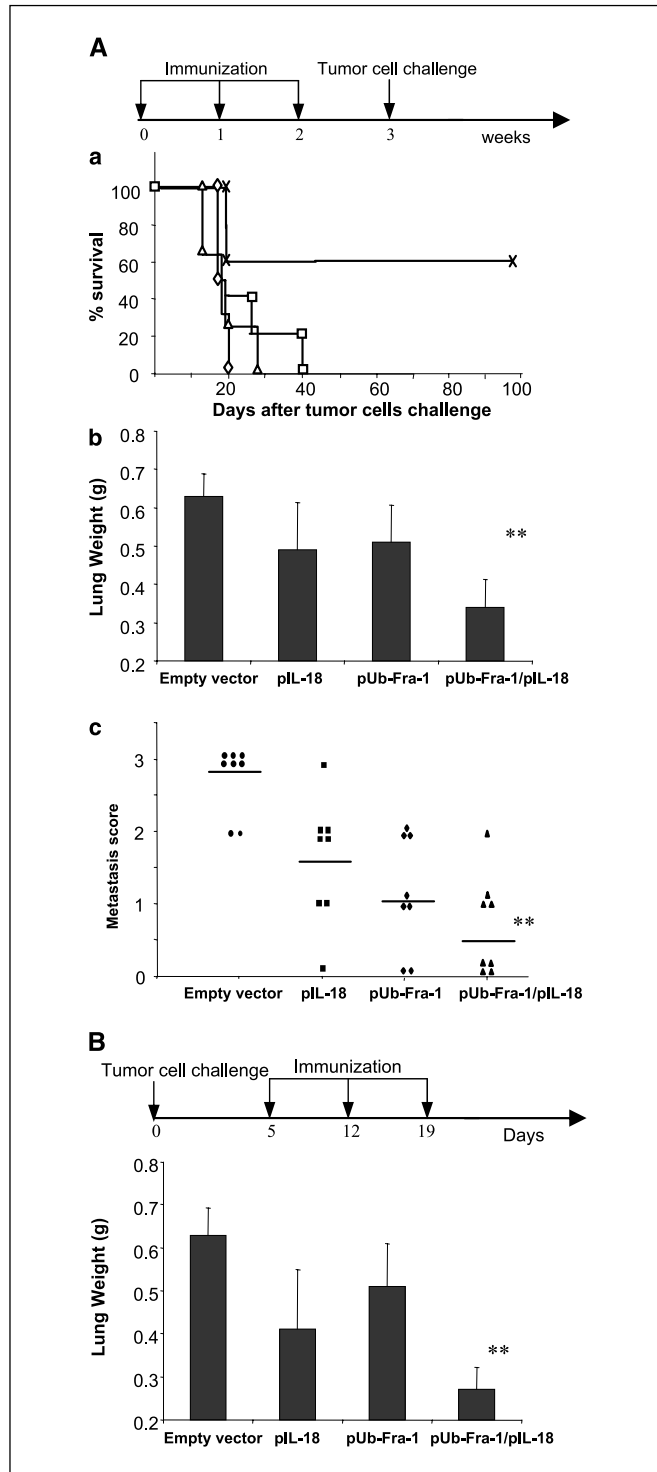 A
Immunization Tumor cell challenge
0 1 2 3 weeks
a
% survival
100
80
60
40
20
0
20 40 60 80 100
Days after tumor cells challenge
b
Lung Weight (g)
0.8
0.7
0.6
0.5
0.4
0.3
0.2
**
Empty vector pIL-18 pUb-Fra-1 pUb-Fra-1/pIL-18
c
Metastasis score
3
2
1
0
**
Empty vector pIL-18 pUb-Fra-1 pUb-Fra-1/pIL-18
B
Tumor cell challenge Immunization
0 5 12 19 Days
Lung Weight (g)
0.8
0.7
0.6
0.5
0.4
0.3
0.2
**
Empty vector pIL-18 pUb-Fra-1 pUb-Fra-1/pIL-18